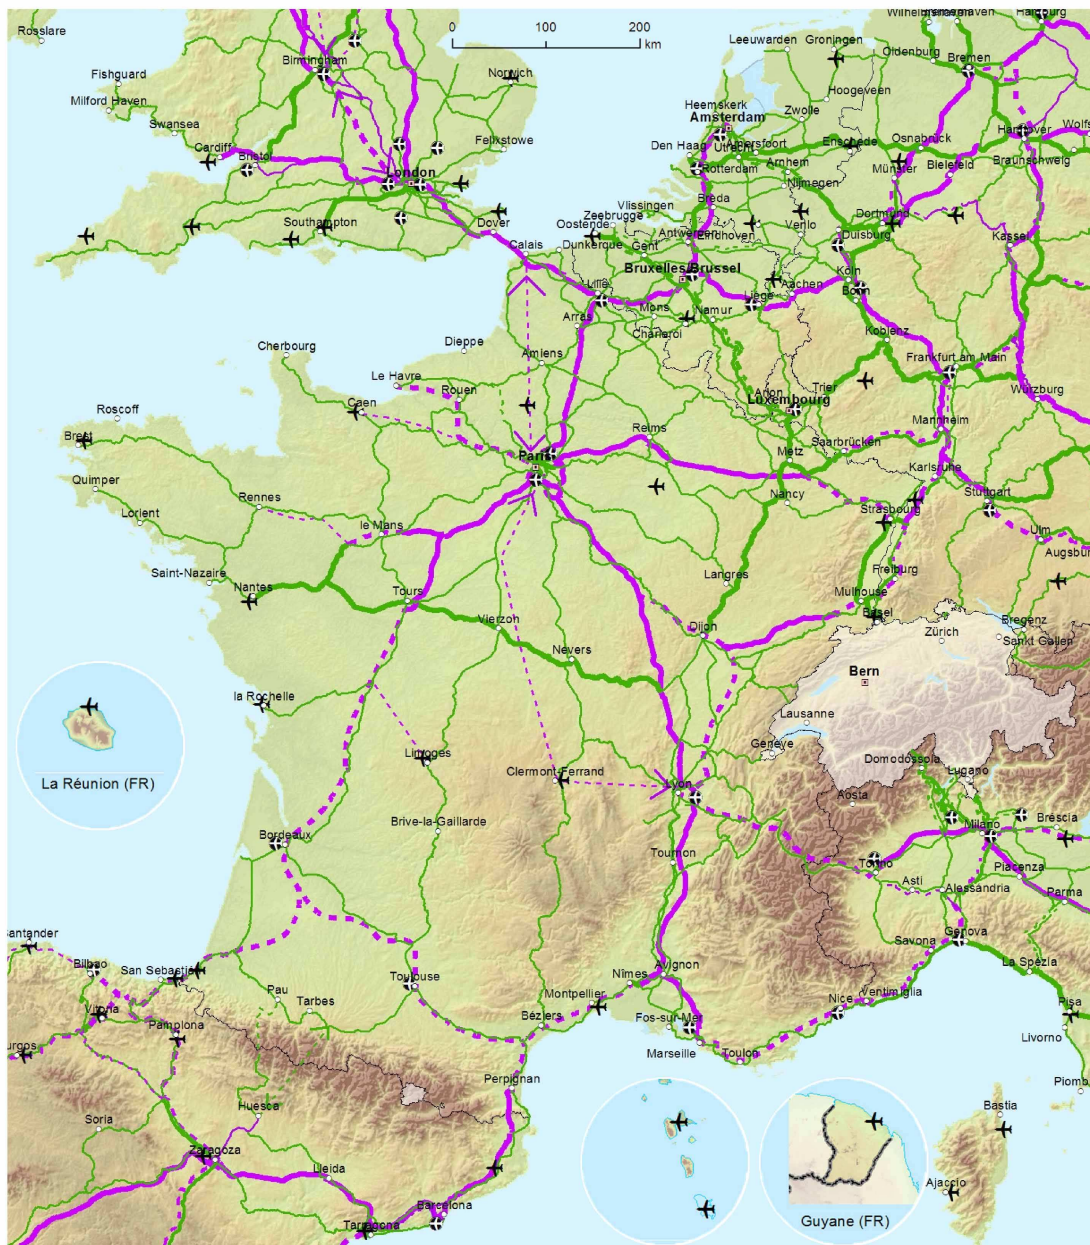 Rosslare
Wilhelmshaven
Bremerhaven
Harburg
0 100 200
km
Leeuwarden
Groningen
Oldenburg
Bremen
Birmingham
Norwich
Fishguard
Milford Haven
Hoogeveen
Heemskerk
Zwolle
Amsterdam
Swansea
Cardiff
Bristol
Felixstowe
Den Haag
Utrecht
Amersfoort
Enschede
Osnabrück
Hannover
Wolfs
Braunschweig
London
Rotterdam
Arnhem
Nijmegen
Münster
Bielefeld
Southampton
Dover
Vlissingen
Zeebrugge
Oostende
Breda
Dortmund
Calais
Dunkerque
Gent
Antwerpen
Eindhoven
Venlo
Duisburg
Kassel
Bruxelles/Brussel
Lille
Liège
Aachen
Köln
Bonn
Arras
Mons
Namur
Charleroi
Koblenz
Cherbourg
Dieppe
Amiens
Le Havre
Rouen
Caen
Frankfurt am Main
Arlon
Trier
Luxembourg
Würzburg
Mannheim
Roscoff
Brest
Reims
Saarbrücken
Metz
Paris
Karlsruhe
Quimper
Rennes
Lorient
le Mans
Nancy
Strasbourg
Stuttgart
Ulm
Augsburg
Saint-Nazaire
Nantes
Tours
Langres
Freiburg
Mulhouse
Basel
Vierzon
Dijon
Bregenz
Zürich
Sankt Gallen
Nevers
Bern
la Rochelle
Lausanne
Genève
La Réunion (FR)
Limoges
Clermont-Ferrand
Lyon
Domodossola
Lugano
Aosta
Brive-la-Gaillarde
Bordeaux
Milano
Brescia
Tournon
Torino
Piacenza
Asti
Alessandria
Parma
Santander
Bilbao
San Sebastián
Toulouse
Nîmes
Avignon
Savona
Genova
La Spezia
Vitoria
Pau
Tarbes
Montpellier
Béziers
Fos-sur-Mer
Marseille
Toulon
Nice
Ventimiglia
Pisa
Livorno
Burgos
Pamplona
Perpignan
Piomb
Soria
Huesca
Bastia
Zaragoza
Lleida
Barcelona
Tarragona
Ajaccio
Guyane (FR)